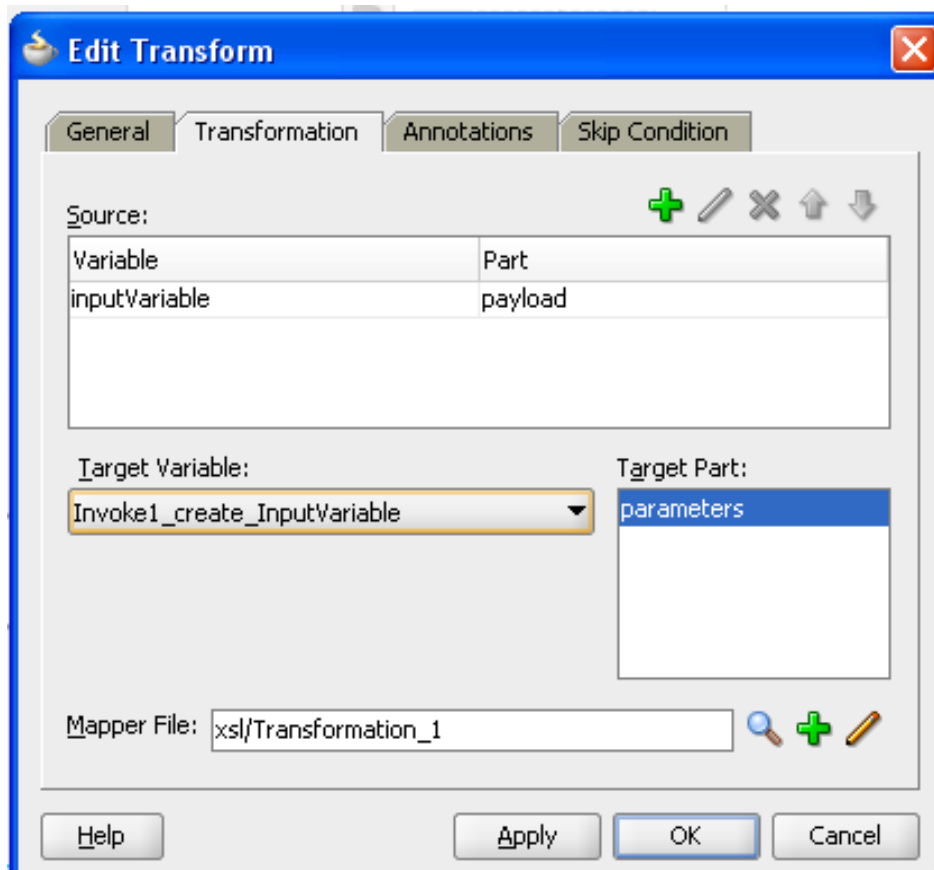 Edit Transform
General Transformation Annotations Skip Condition
Source:
Variable Part
inputVariable payload
Target Variable: Target Part:
Invoke1_create_InputVariable parameters
Mapper File: xsl/Transformation_1
Help Apply OK Cancel